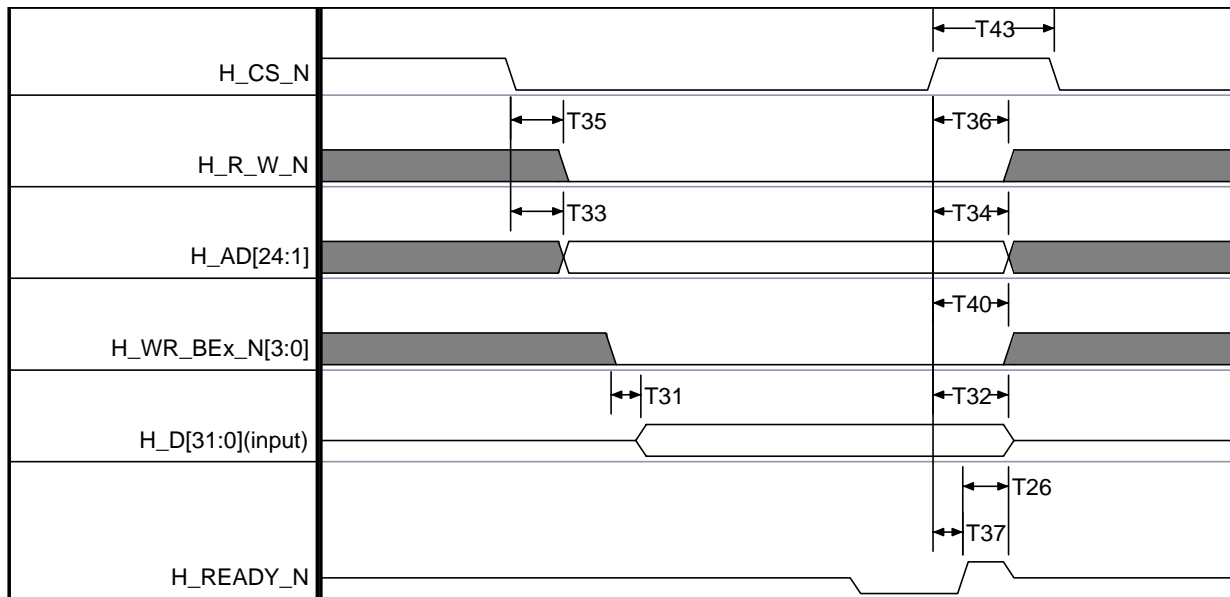 T43
H_CS_N
T35
T36
H_R_W_N
T33
T34
H_AD[24:1]
T40
H_WR_BEx_N[3:0]
T31
T32
H_D[31:0](input)
T26
T37
H_READY_N